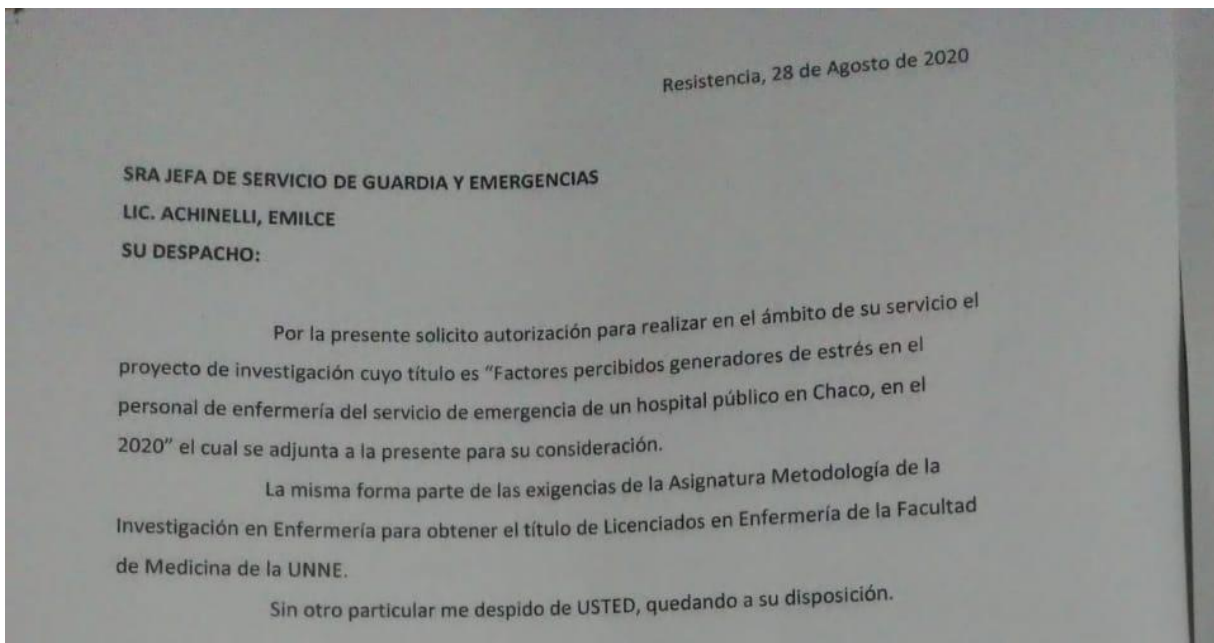 Resistencia, 28 de Agosto de 2020
SRA JEFA DE SERVICIO DE GUARDIA Y EMERGENCIAS
LIC. ACHINELLI, EMILCE
SU DESPACHO:
Por la presente solicito autorización para realizar en el ámbito de su servicio el
proyecto de investigación cuyo título es “Factores percibidos generadores de estrés en el
personal de enfermería del servicio de emergencia de un hospital público en Chaco, en el
2020” el cual se adjunta a la presente para su consideración.
La misma forma parte de las exigencias de la Asignatura Metodología de la
Investigación en Enfermería para obtener el título de Licenciados en Enfermería de la Facultad
de Medicina de la UNNE.
Sin otro particular me despido de USTED, quedando a su disposición.